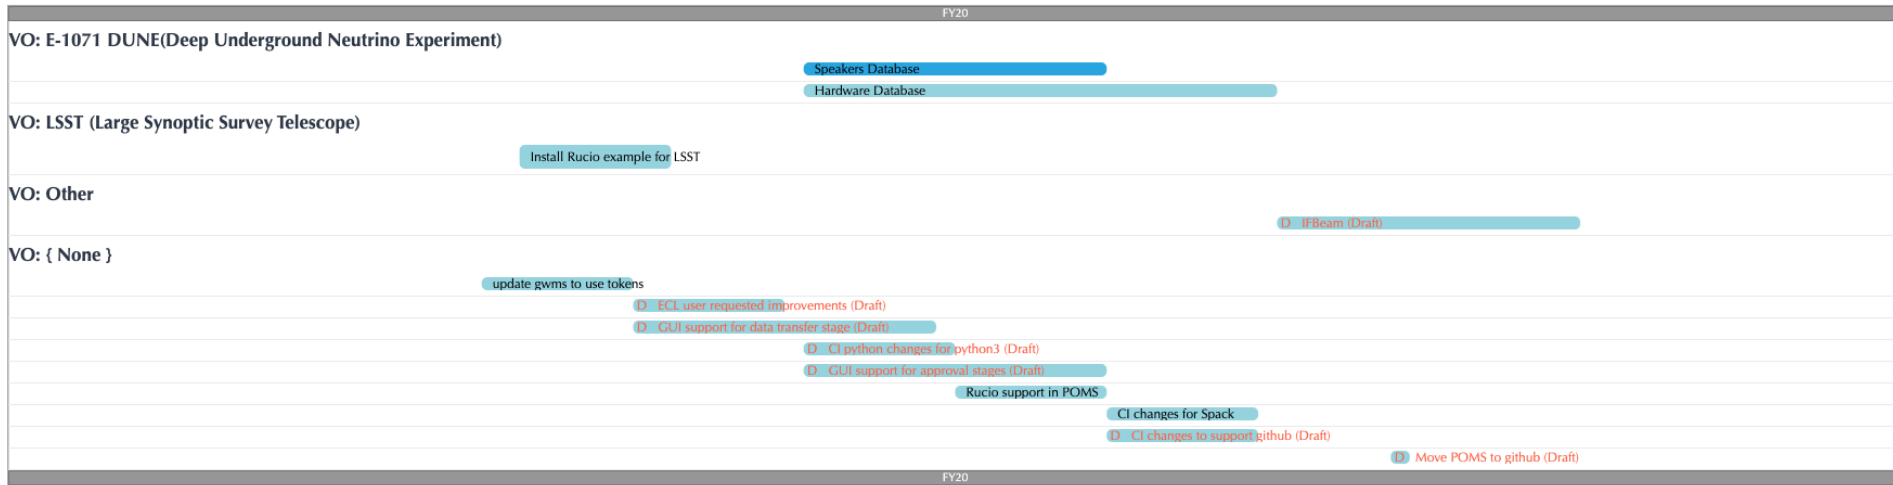 FY20
VO: E-1071 DUNE(Deep Underground Neutrino Experiment)
Speakers Database
Hardware Database
VO: LSST (Large Synoptic Survey Telescope)
Install Rucio example for LSST
VO: Other
D IFBeam (Draft)
VO: { None }
update gwms to use tokens
D ECL user requested improvements (Draft)
D GUI support for data transfer stage (Draft)
D CI python changes for python3 (Draft)
D GUI support for approval stages (Draft)
Rucio support in POMS
CI changes for Spack
D CI changes to support github (Draft)
D Move POMS to github (Draft)
FY20